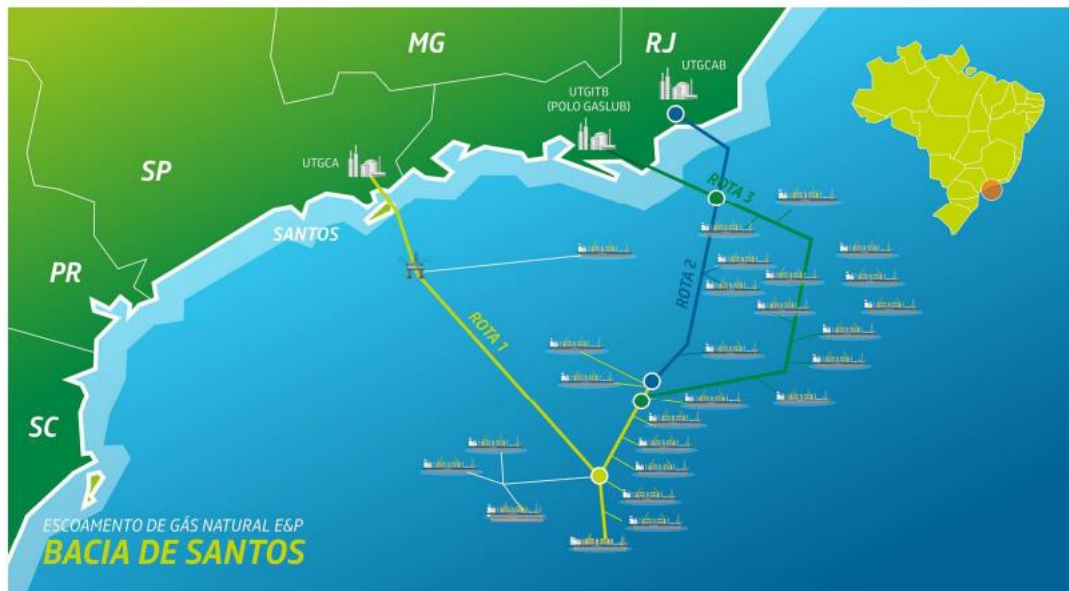 MG
RJ
UTGCAB
UTGITB
(POLO GASLUB)
UTGCA
SP
ROTA 3
SANTOS
PR
ROTA 2
ROTA 1
SC
ESCOAMENTO DE GÁS NATURAL E&P
BACIA DE SANTOS